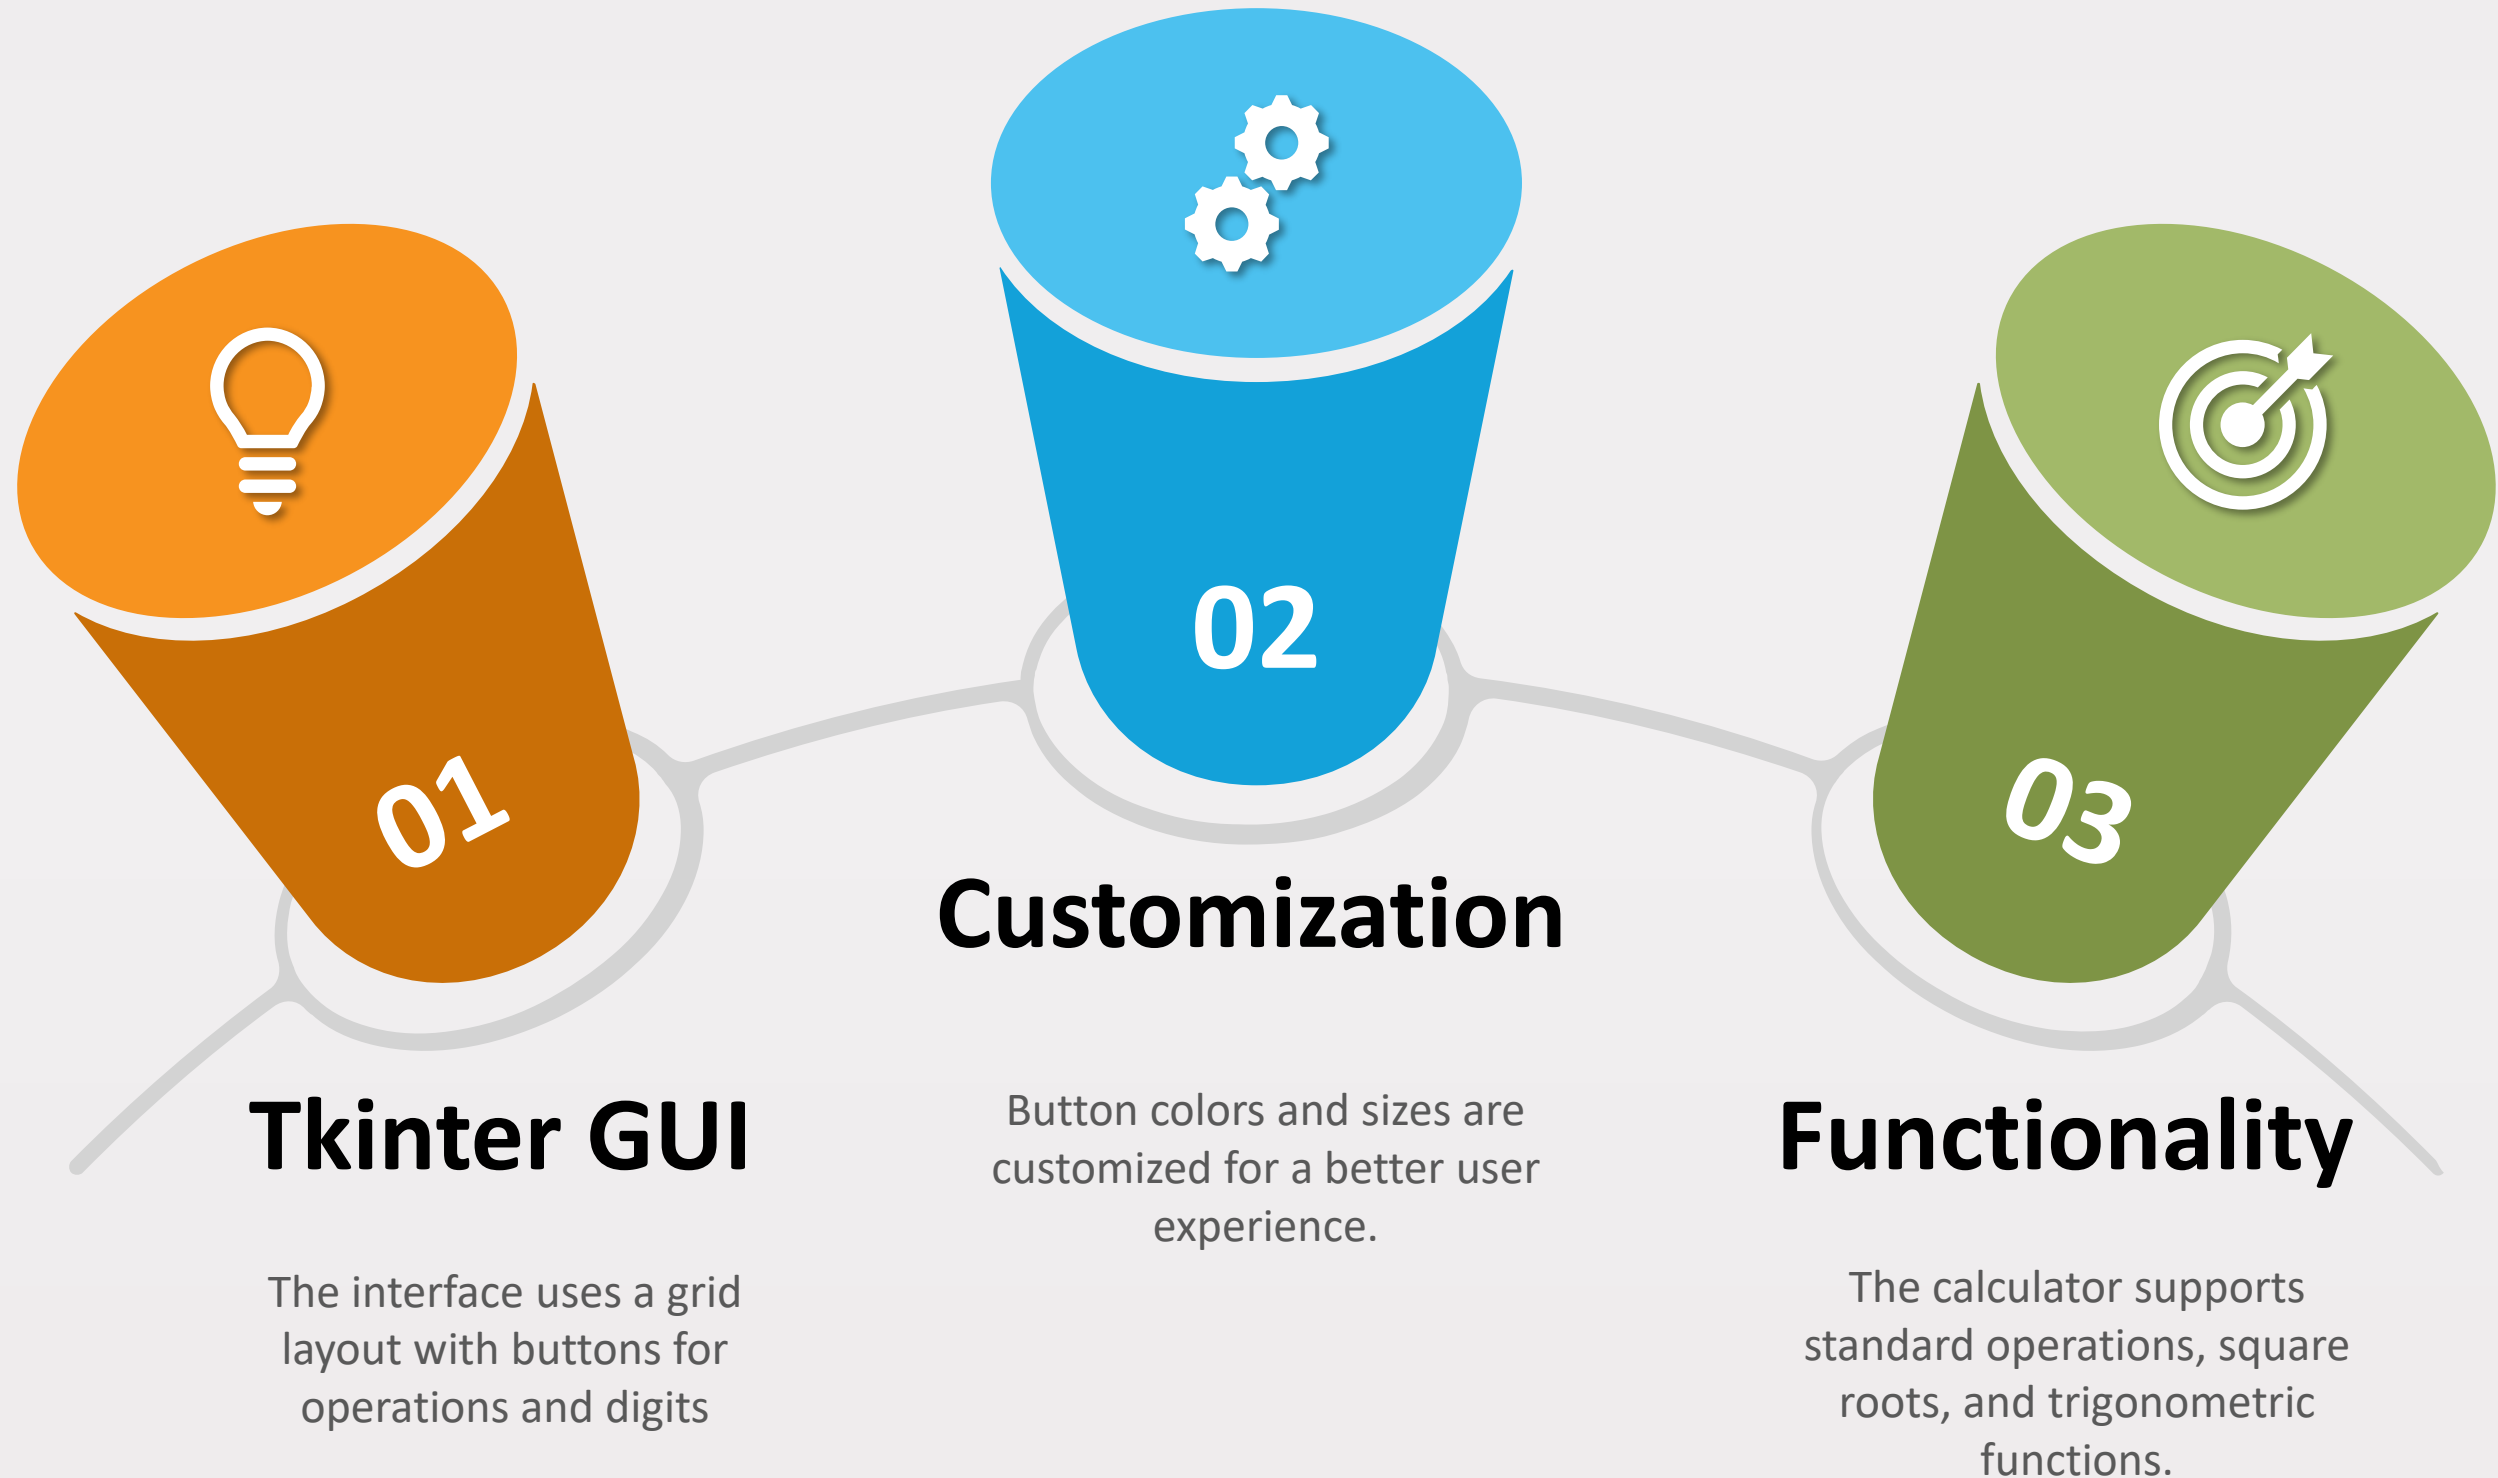 01
Tkinter GUI
The interface uses a grid
layout with buttons for
operations and digits
02
Customization
Button colors and sizes are
customized for a better user
experience.
03
Functionality
The calculator supports
standard operations, square
roots, and trigonometric
functions.